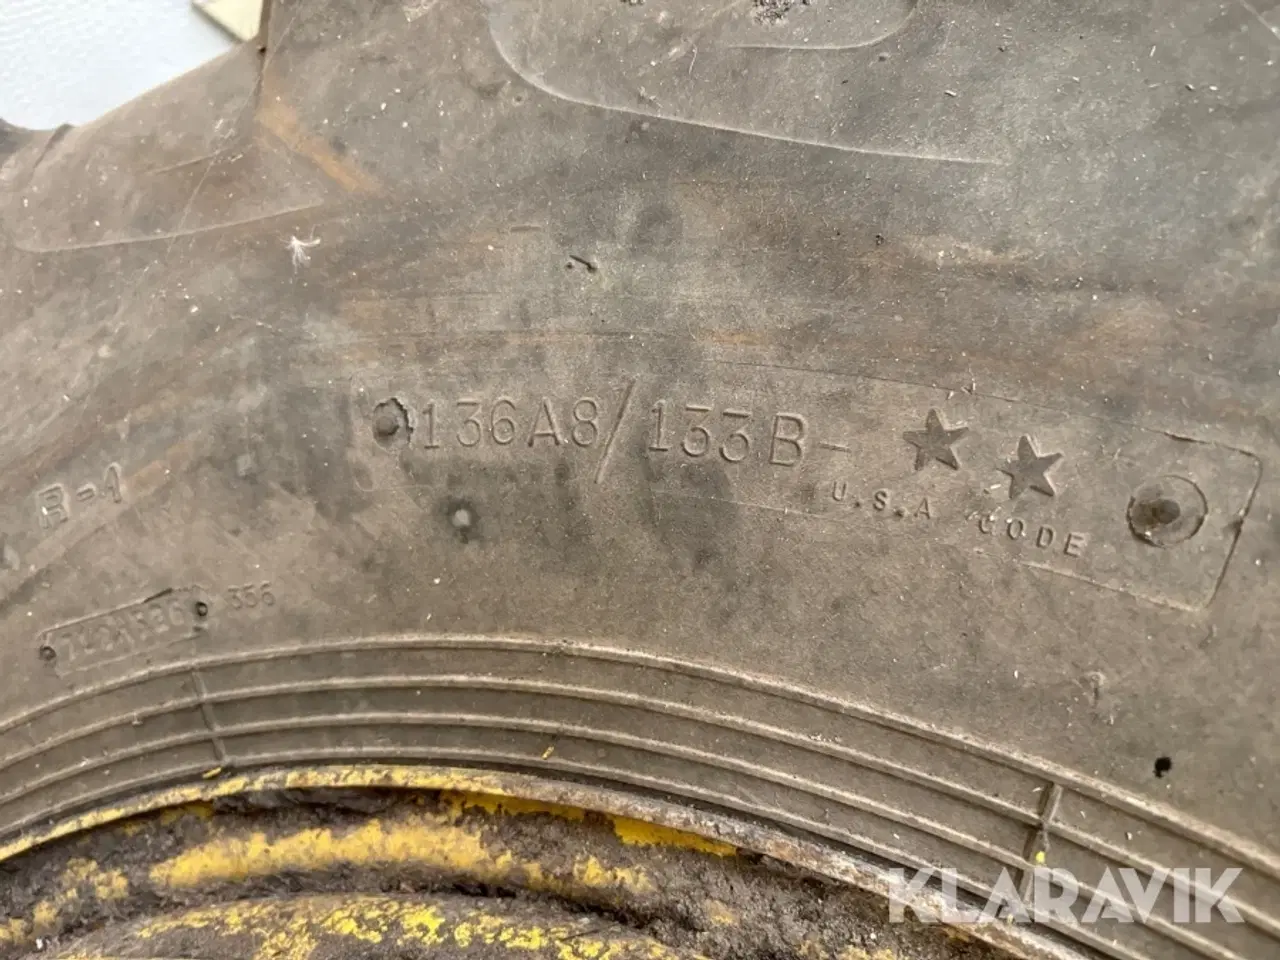 136A8/133B-★★
U.S.A CODE
R-1
356
KLARAVIK